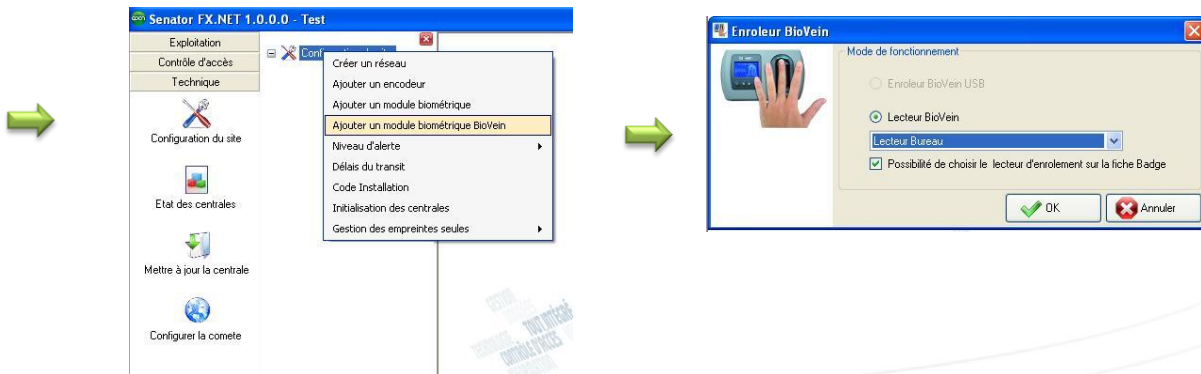 Senator FX.NET 1.0.0.0 - Test
Exploitation
Contrôle d'accès
Technique
Configuration du site
Etat des centrales
Mettre à jour la centrale
Configurer la comete
Créer un réseau
Ajouter un encodeur
Ajouter un module biométrique
Ajouter un module biométrique BioVein
Niveau d'alerte
Délais du transit
Code Installation
Initialisation des centrales
Gestion des empreintes seules
TOUT INTÉGRÉ
CONTRÔLE D'ACCÈS
Enroleur BioVein
Mode de fonctionnement
Enroleur BioVein USB
Lecteur BioVein
Lecteur Bureau
Possibilité de choisir le lecteur d'enrolement sur la fiche Badge
OK
Annuler